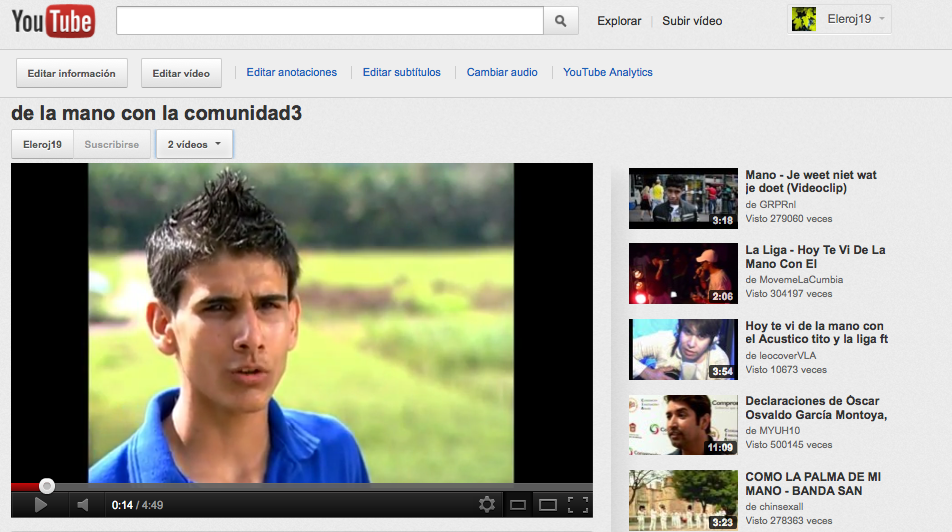 YouTube
Explorar
Subir vídeo
Eleroj19
Editar información
Editar vídeo
Editar anotaciones
Editar subtítulos
Cambiar audio
YouTube Analytics
de la mano con la comunidad3
Eleroj19
Suscribirse
2 vídeos
0:14 / 4:49
3:18
Mano - Je weet niet wat
je doet (Videoclip)
de GRPRnl
Visto 279060 veces
2:06
La Liga - Hoy Te Vi De La
Mano Con El
de MovemeLaCumbia
Visto 304197 veces
3:54
Hoy te vi de la mano con
el Acustico tito y la liga ft
de leocoverVLA
Visto 10673 veces
11:09
Declaraciones de Óscar
Osvaldo García Montoya,
de MYUH10
Visto 500145 veces
3:23
COMO LA PALMA DE MI
MANO - BANDA SAN
de chinsexall
Visto 278363 veces